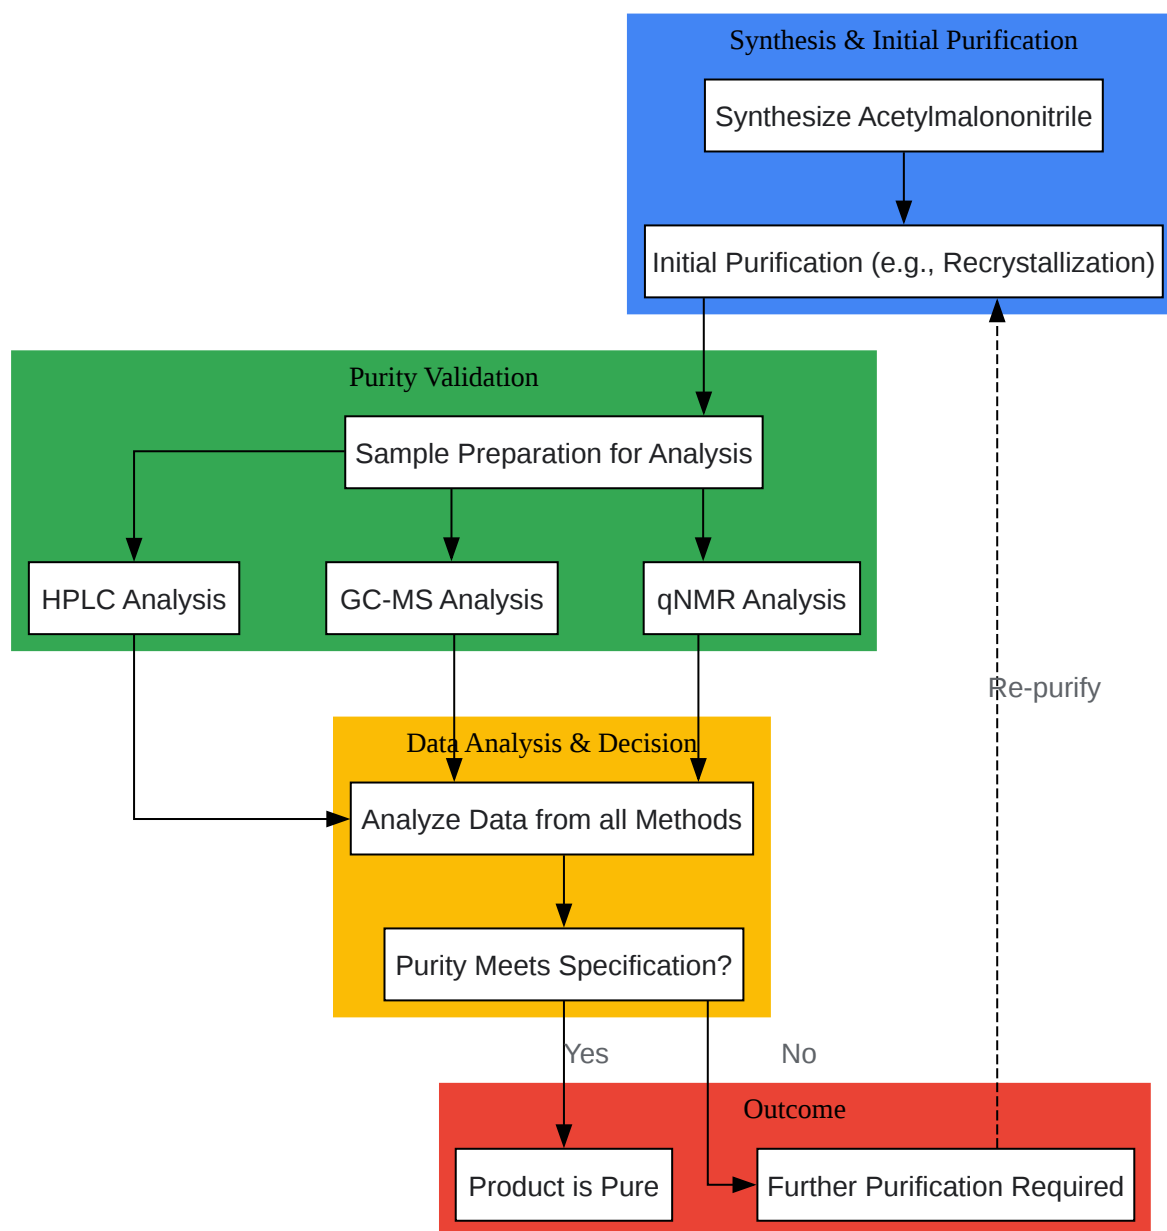 Synthesis & Initial Purification
Synthesize Acetylmalononitrile
Initial Purification (e.g., Recrystallization)
Purity Validation
Sample Preparation for Analysis
HPLC Analysis
GC-MS Analysis
qNMR Analysis
Re-purify
Data Analysis & Decision
Analyze Data from all Methods
Purity Meets Specification?
Yes
No
Outcome
Product is Pure
Further Purification Required